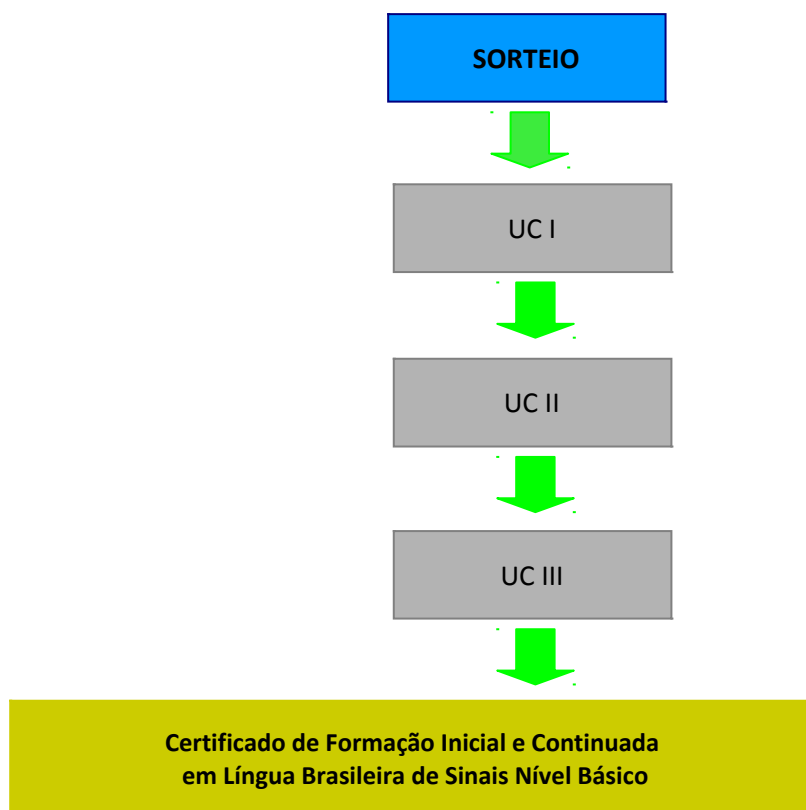 SORTEIO
UC I
UC II
UC III
Certificado de Formação Inicial e Continuada
em Língua Brasileira de Sinais Nível Básico